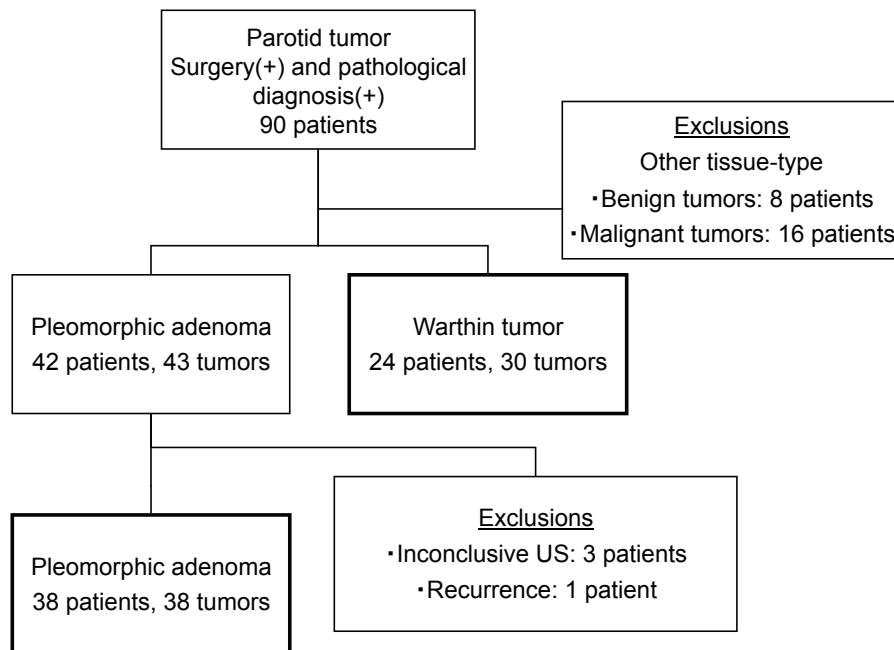 Parotid tumor
Surgery(+) and pathological
diagnosis(+)
90 patients
Exclusions
Other tissue-type
・Benign tumors: 8 patients
・Malignant tumors: 16 patients
Pleomorphic adenoma
42 patients, 43 tumors
Warthin tumor
24 patients, 30 tumors
Exclusions
・Inconclusive US: 3 patients
・Recurrence: 1 patient
Pleomorphic adenoma
38 patients, 38 tumors